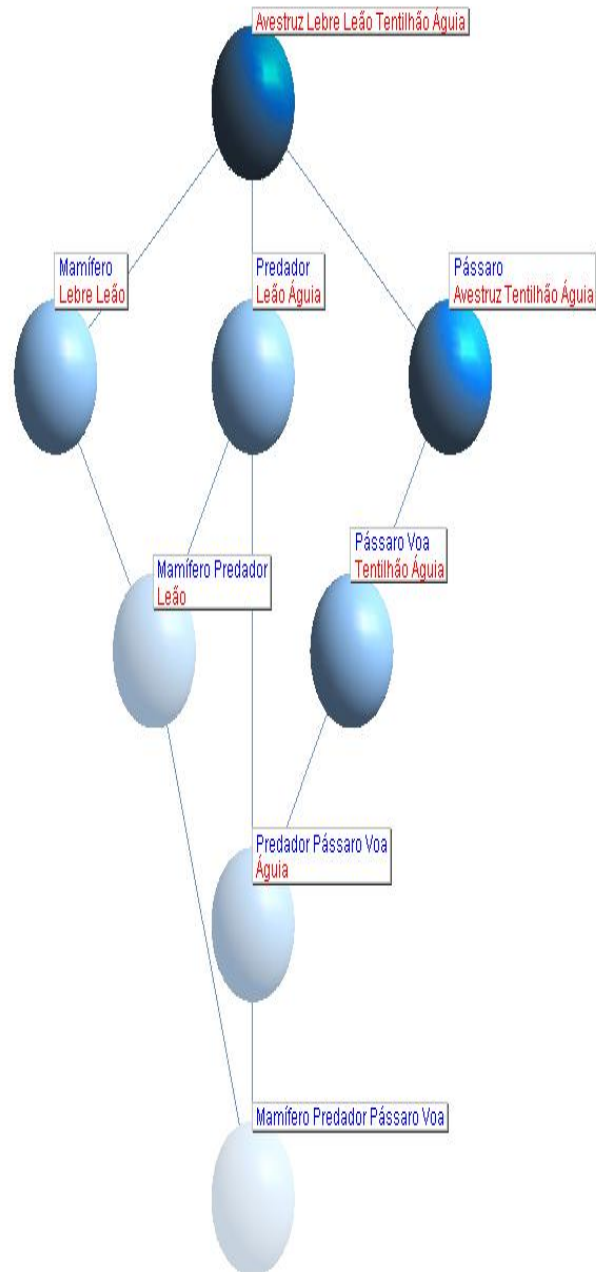 Avestruz Lebre Leão Tentilhão Águia
Mamífero
Lebre Leão
Predador
Leão Águia
Pássaro
Avestruz Tentilhão Águia
Mamífero Predador
Leão
Pássaro Voa
Tentilhão Águia
Predador Pássaro Voa
Águia
Mamífero Predador Pássaro Voa